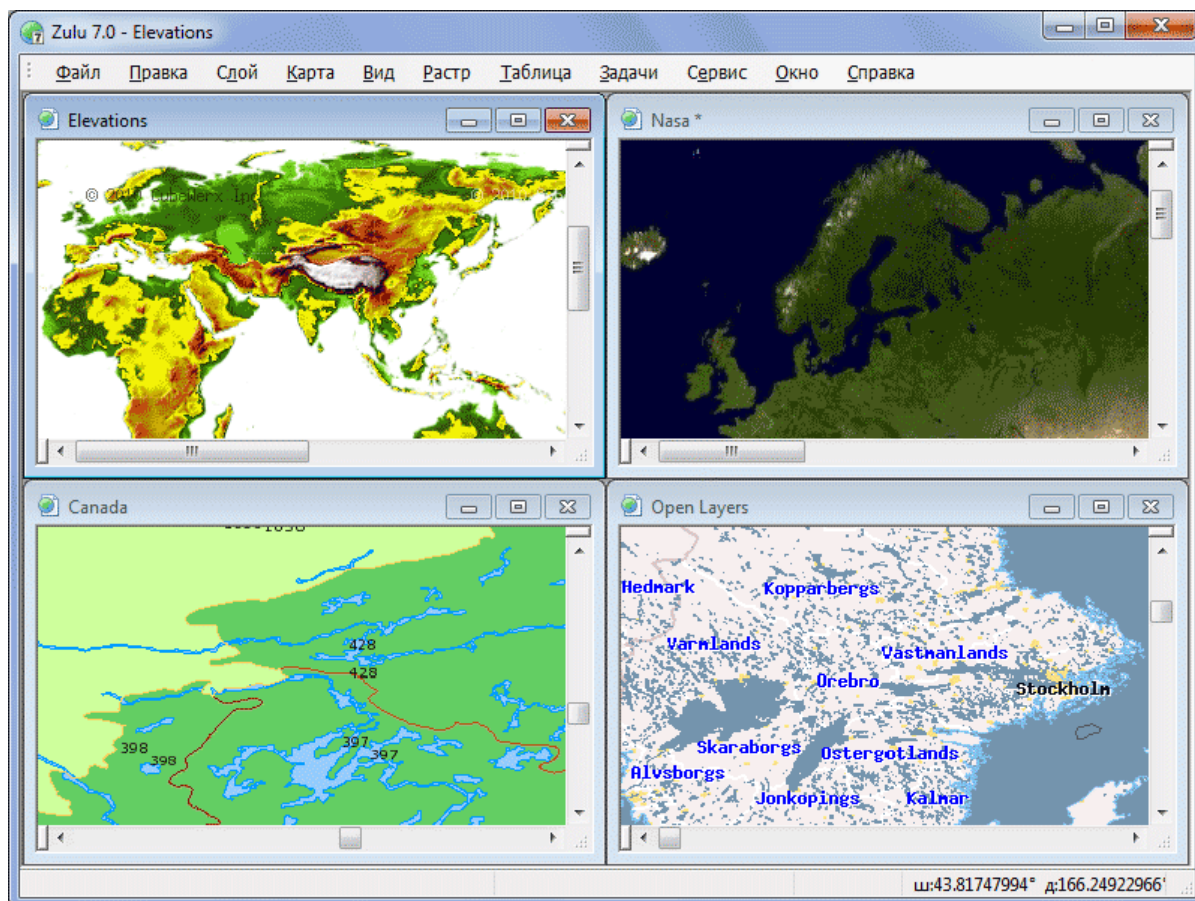 Zulu 7.0 - Elevations
Файл Правка Слой Карта Вид Растр Таблица Задачи Сервис Окно Справка
Elevations
Nasa *
Canada
428
428
398
398
397
397
Open Layers
Hedmark
Kopparbergs
Varmlands
Vastmanlands
Orebro
Stockholm
Skaraborgs
Ostergotlands
Alvsborgs
Jonkopings
Kalmar
ш:43.81747994° д:166.24922966°